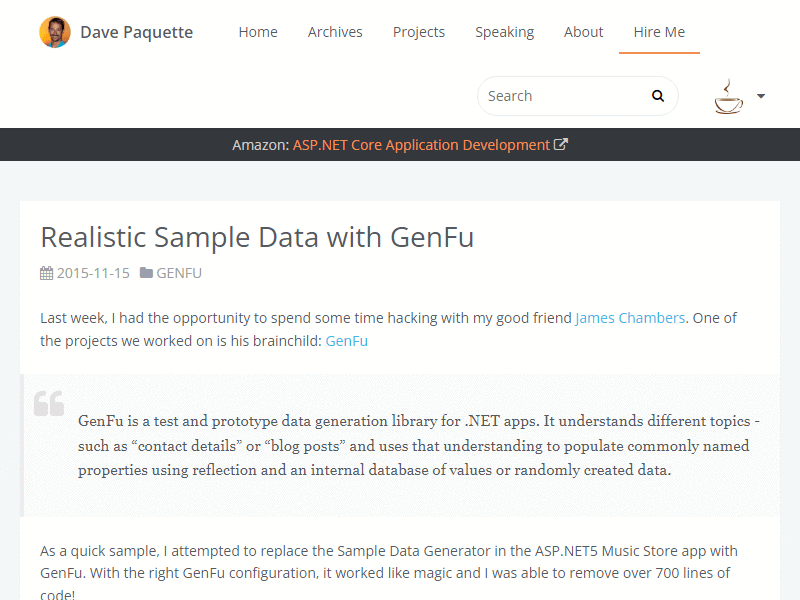 Dave Paquette
Home
Archives
Projects
Speaking
About
Hire Me
Search
Amazon: ASP.NET Core Application Development
Realistic Sample Data with GenFu
2015-11-15 GENFU
Last week, I had the opportunity to spend some time hacking with my good friend James Chambers. One of
the projects we worked on is his brainchild: GenFu
GenFu is a test and prototype data generation library for .NET apps. It understands different topics -
such as “contact details” or “blog posts” and uses that understanding to populate commonly named
properties using reflection and an internal database of values or randomly created data.
As a quick sample, I attempted to replace the Sample Data Generator in the ASP.NET5 Music Store app with
GenFu. With the right GenFu configuration, it worked like magic and I was able to remove over 700 lines of
code!